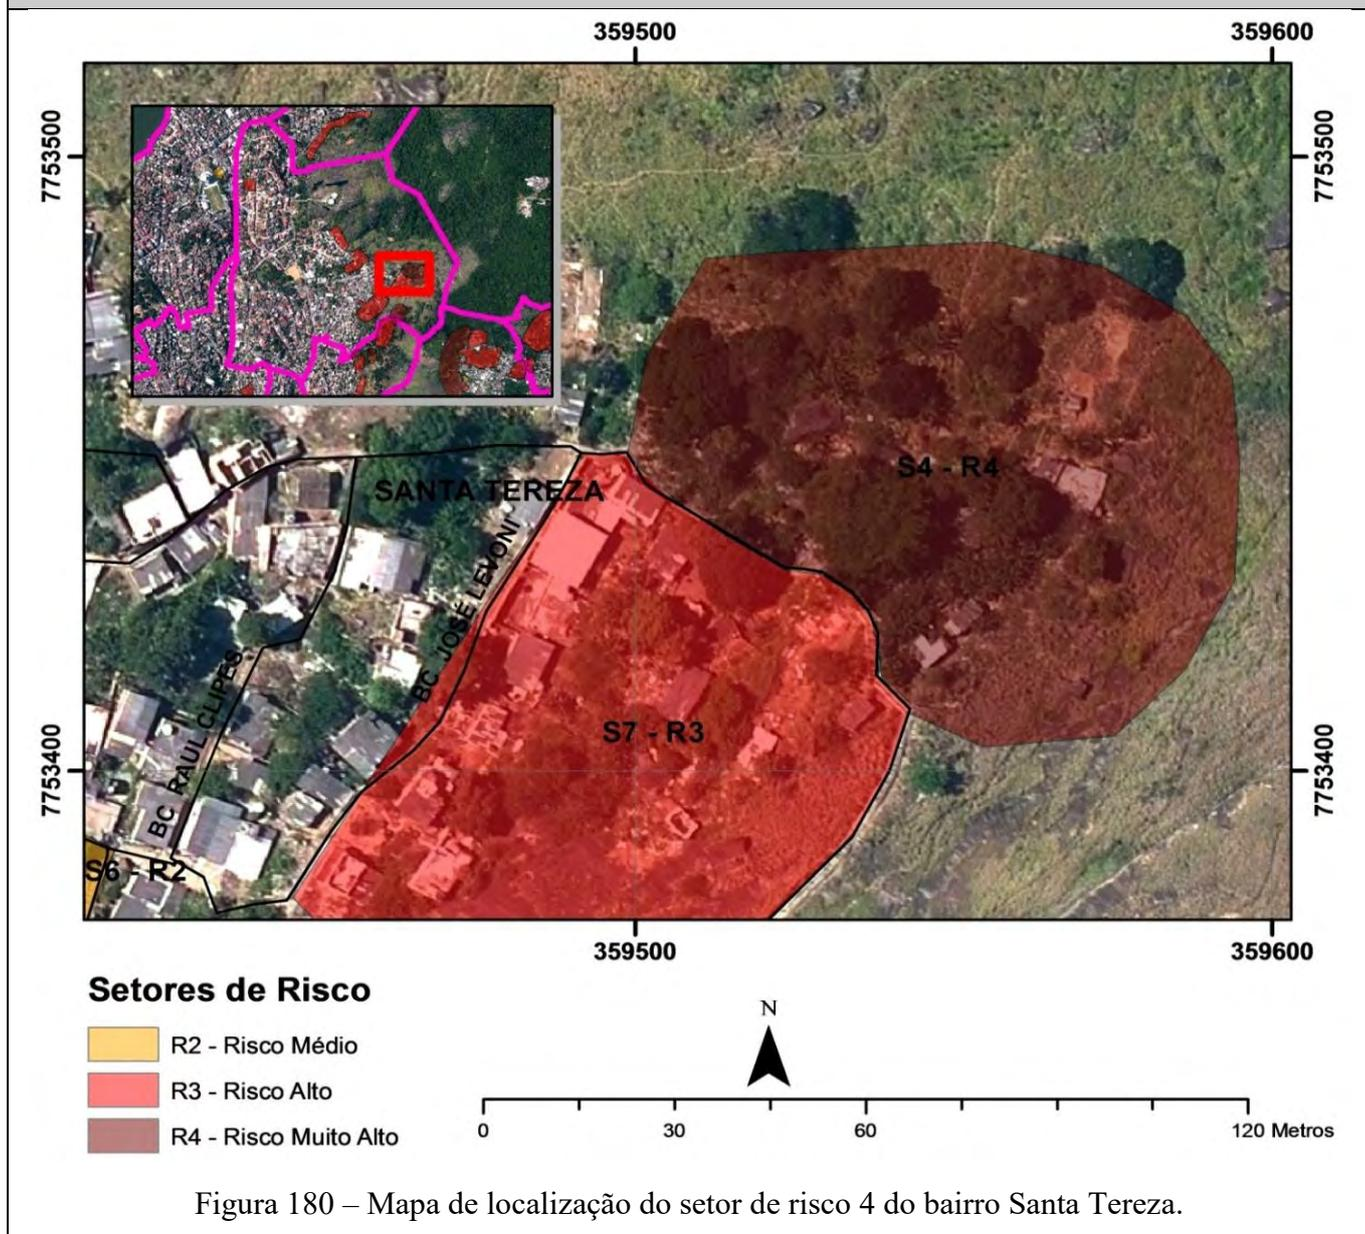 359500
359600
7753500
7753500
S4 - R4
SANTA TEREZA
BC JOSÉ LEVONI
BC RAUL CLIPES
S7 - R3
7753400
7753400
S6 - R2
359500
359600
Setores de Risco
N
R2 - Risco Médio
R3 - Risco Alto
R4 - Risco Muito Alto
0
30
60
120 Metros
Figura 180 – Mapa de localização do setor de risco 4 do bairro Santa Tereza.